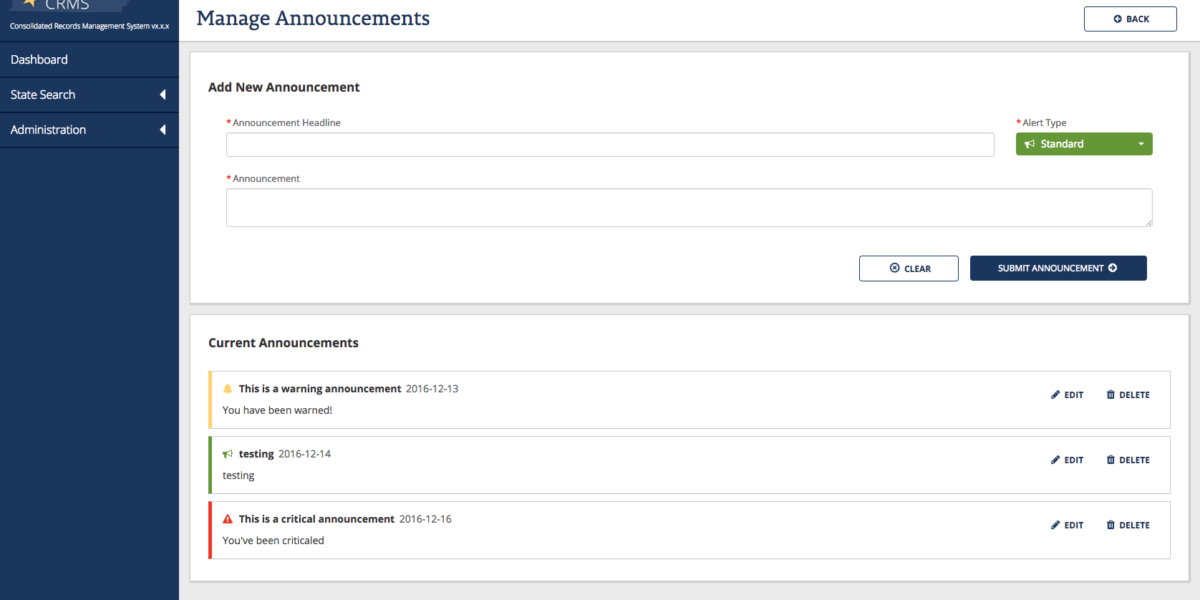 CRMS
Consolidated Records Management System vx.x.x
Manage Announcements
BACK
Dashboard
State Search
Administration
Add New Announcement
*Announcement Headline
*Alert Type
Standard
*Announcement
CLEAR
SUBMIT ANNOUNCEMENT
Current Announcements
This is a warning announcement 2016-12-13
EDIT DELETE
You have been warned!
testing 2016-12-14
EDIT DELETE
testing
This is a critical announcement 2016-12-16
EDIT DELETE
You've been criticaled